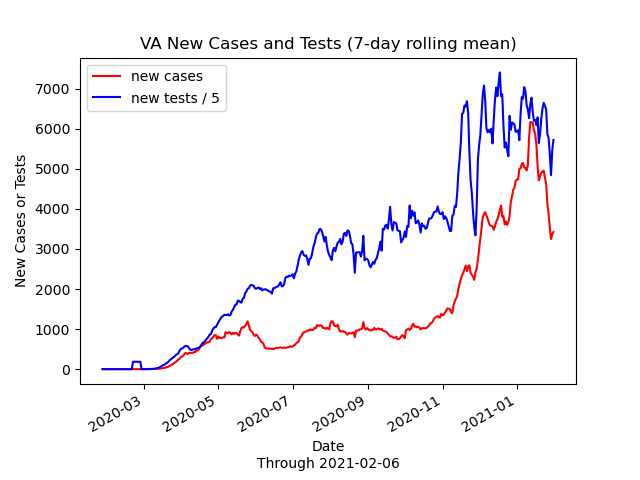 VA New Cases and Tests (7-day rolling mean)
new cases
new tests / 5
New Cases or Tests
7000
6000
5000
4000
3000
2000
1000
0
2020-03
2020-05
2020-07
2020-09
2020-11
2021-01
Date
Through 2021-02-06